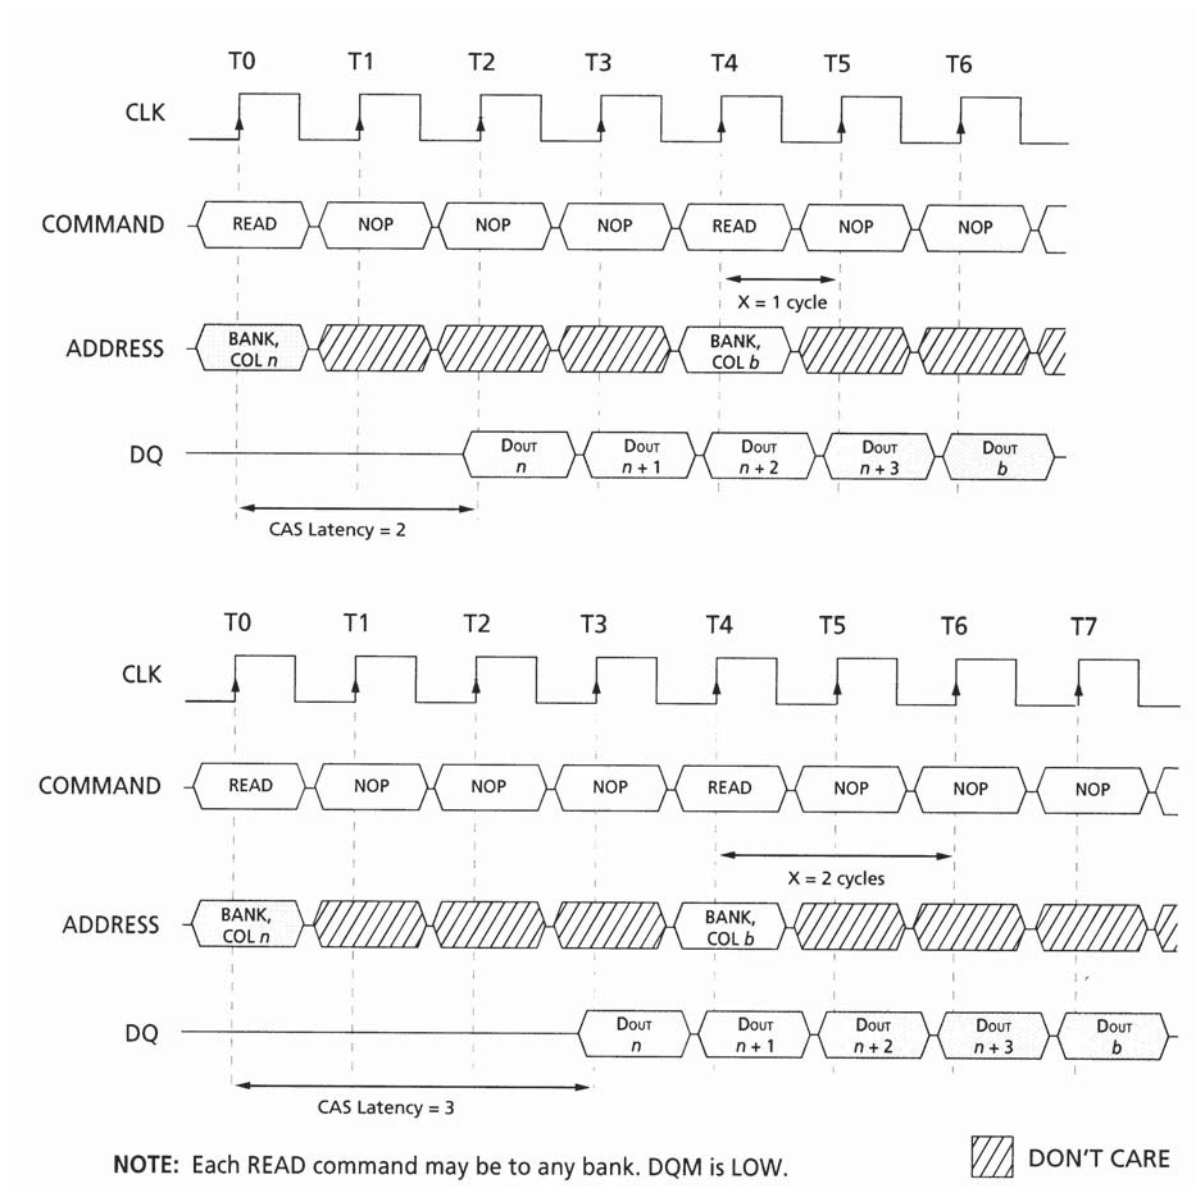 T0 T1 T2 T3 T4 T5 T6
CLK
COMMAND READ NOP NOP NOP READ NOP NOP
X = 1 cycle
ADDRESS BANK, COL n BANK, COL b
DQ DOUT n DOUT n + 1 DOUT n + 2 DOUT n + 3 DOUT b
CAS Latency = 2
T0 T1 T2 T3 T4 T5 T6 T7
CLK
COMMAND READ NOP NOP NOP READ NOP NOP NOP
X = 2 cycles
ADDRESS BANK, COL n BANK, COL b
DQ DOUT n DOUT n + 1 DOUT n + 2 DOUT n + 3 DOUT b
CAS Latency = 3
NOTE: Each READ command may be to any bank. DQM is LOW.
DON'T CARE